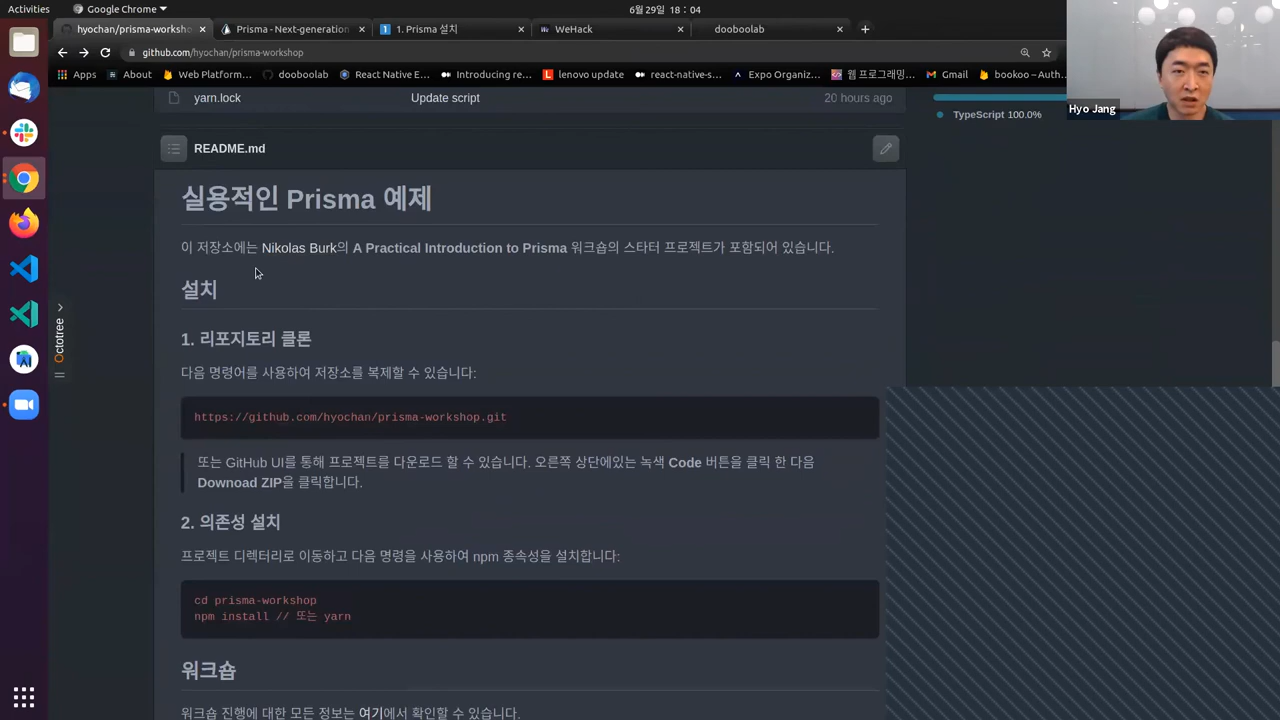 Activities
Google Chrome
6월 29일 18 : 04
hyochan/prisma-worksho
Prisma - Next-generation
1. Prisma 설치
WeHack
dooboolab
github.com/hyochan/prisma-workshop
Apps
About
Web Platform…
dooboolab
React Native E…
Introducing re…
lenovo update
react-native-s…
Expo Organiz…
웹 프로그래밍…
Gmail
bookoo – Auth…
Hyo Jang
yarn.lock
Update script
20 hours ago
TypeScript 100.0%
README.md
실용적인 Prisma 예제
이 저장소에는 Nikolas Burk의 A Practical Introduction to Prisma 워크숍의 스타터 프로젝트가 포함되어 있습니다.
설치
Octotree
1. 리포지토리 클론
다음 명령어를 사용하여 저장소를 복제할 수 있습니다:
https://github.com/hyochan/prisma-workshop.git
또는 GitHub UI를 통해 프로젝트를 다운로드 할 수 있습니다. 오른쪽 상단에있는 녹색 Code 버튼을 클릭 한 다음
Downoad ZIP을 클릭합니다.
2. 의존성 설치
프로젝트 디렉터리로 이동하고 다음 명령을 사용하여 npm 종속성을 설치합니다:
cd prisma-workshop
npm install // 또는 yarn
워크숍
워크숍 진행에 대한 모든 정보는 여기에서 확인할 수 있습니다.